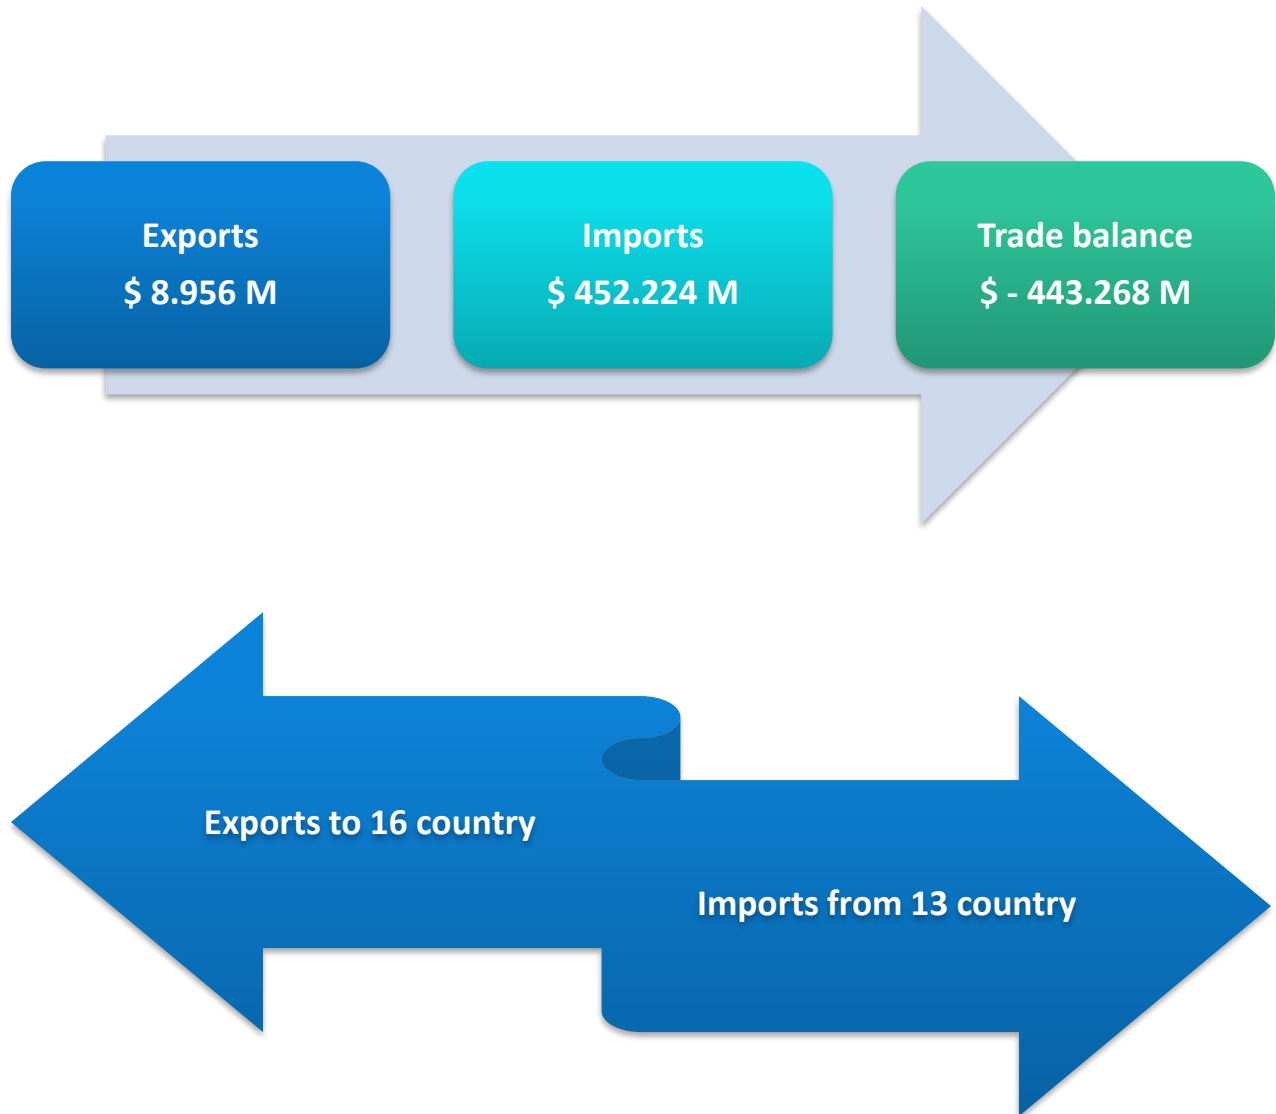 Exports
$ 8.956 M
Imports
$ 452.224 M
Trade balance
$ - 443.268 M
Exports to 16 country
Imports from 13 country